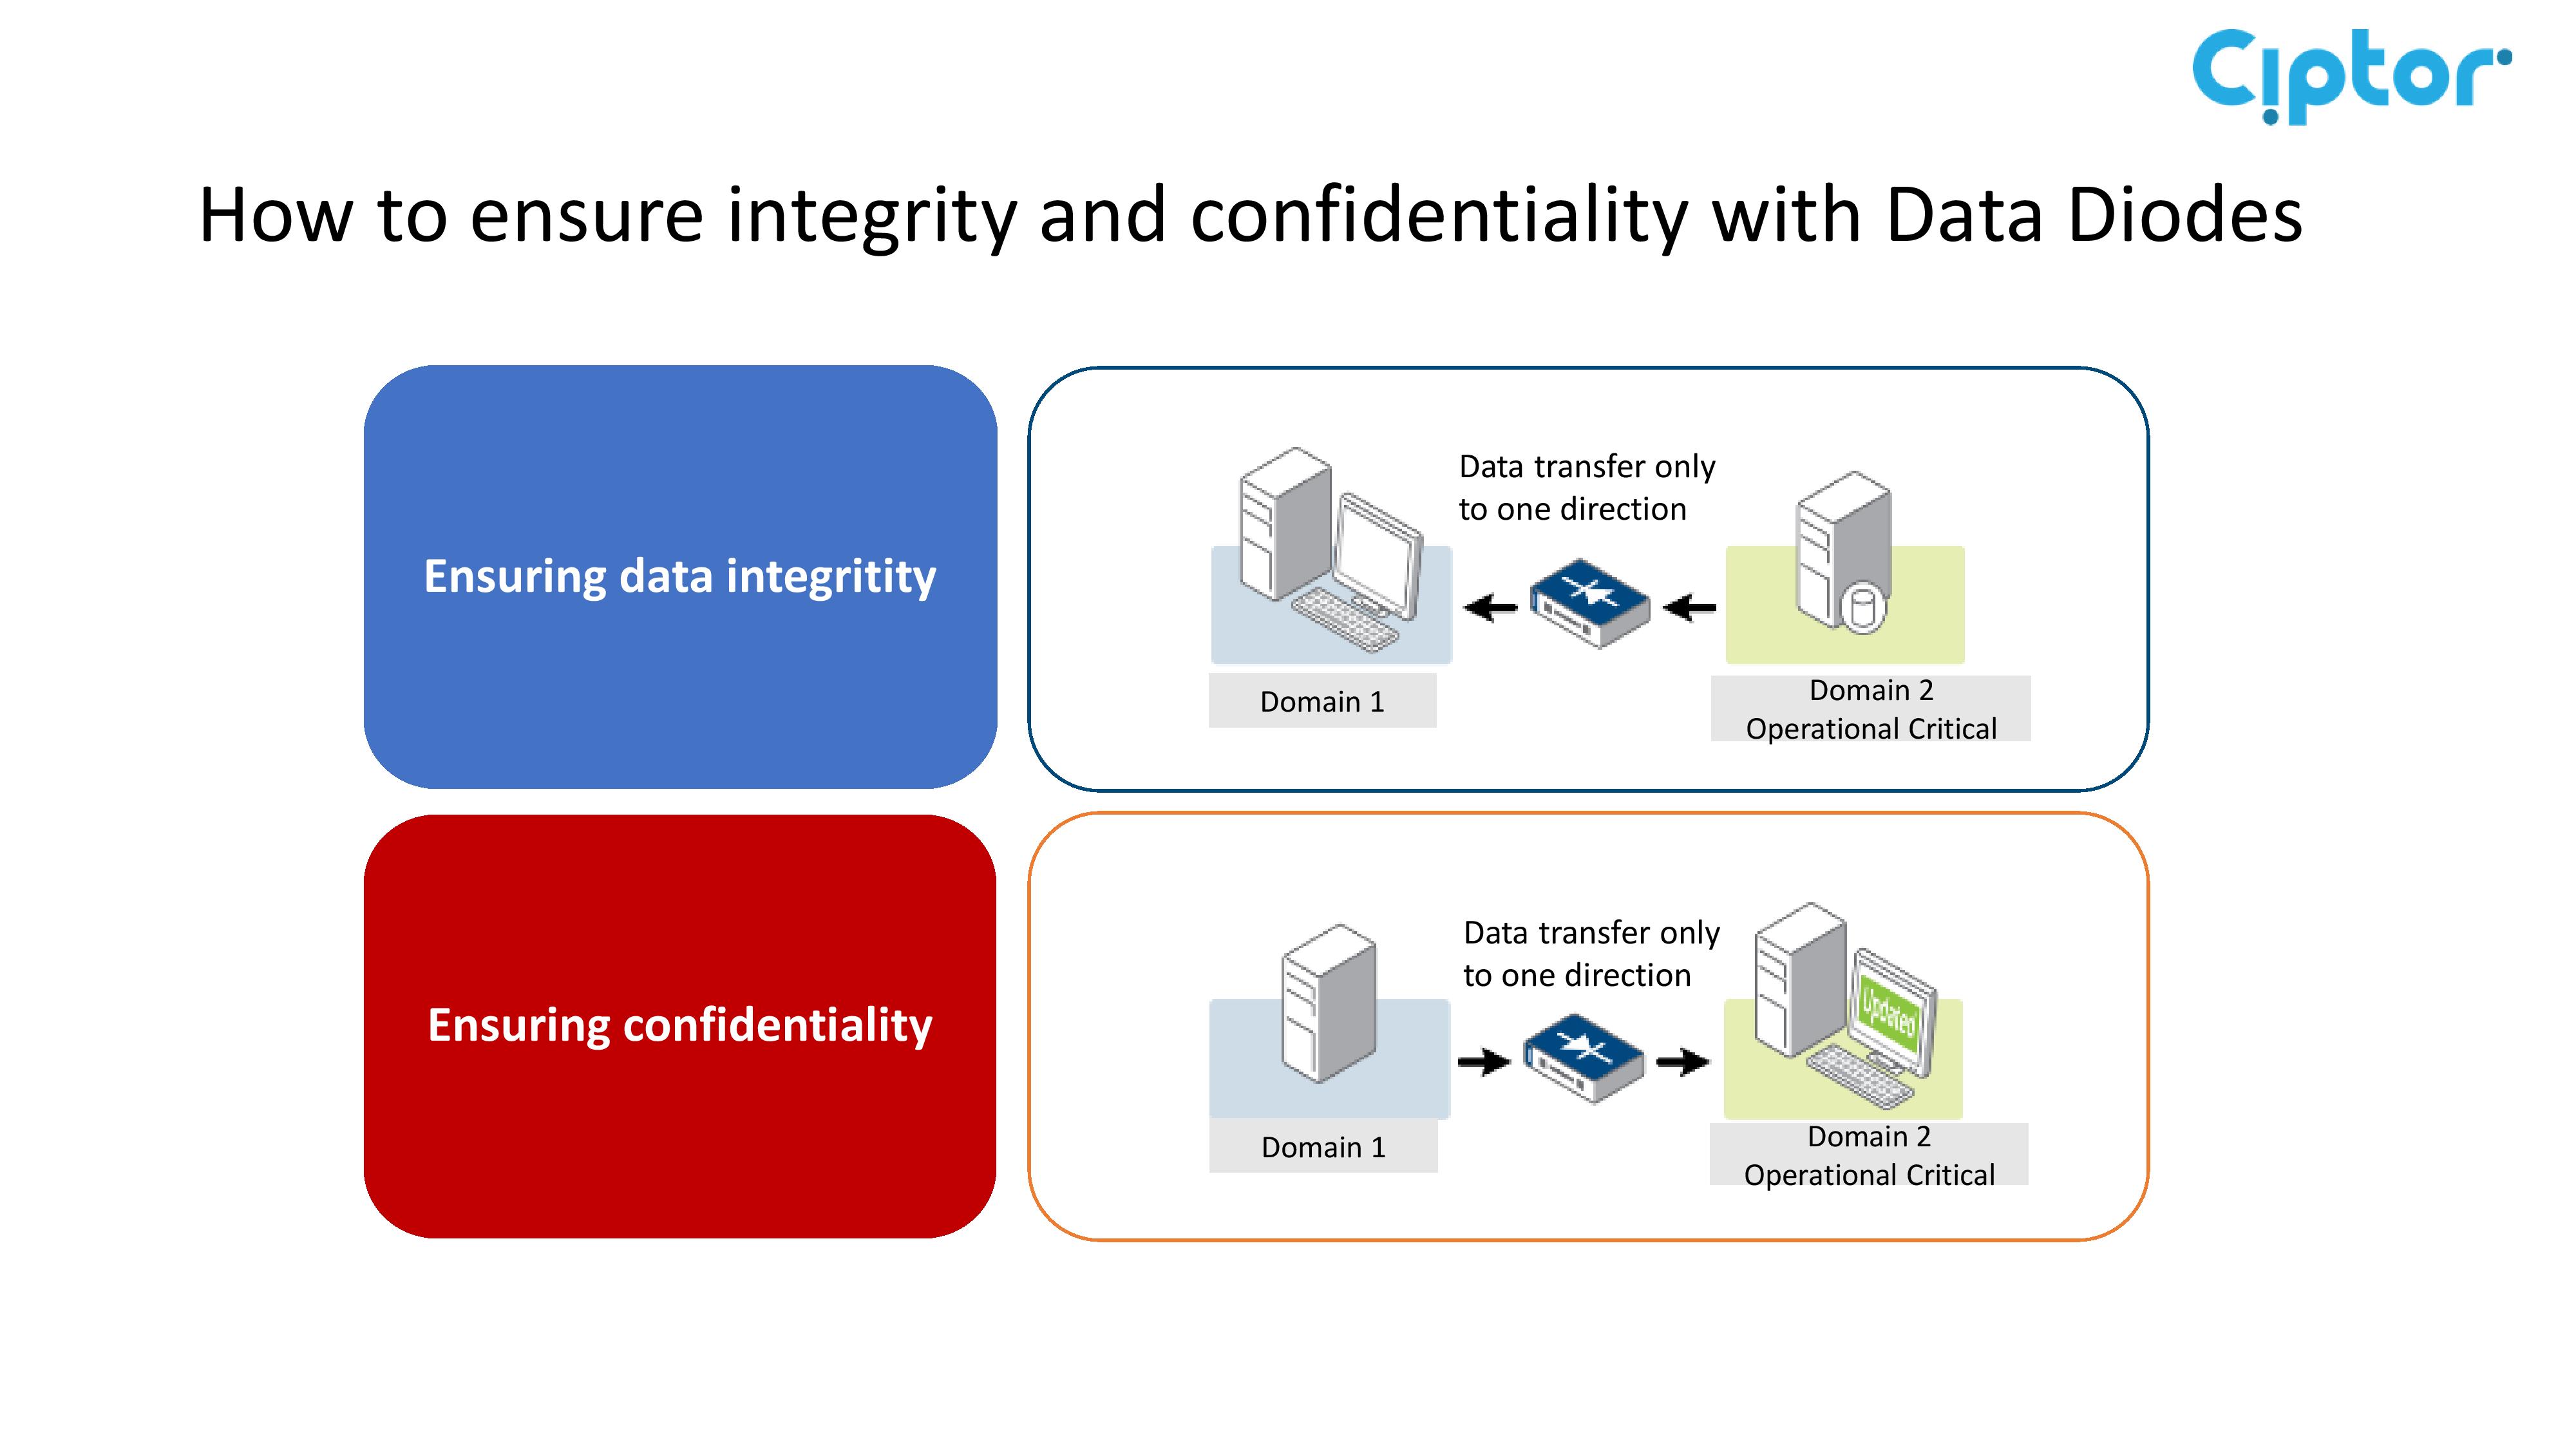 Ciptor
How to ensure integrity and confidentiality with Data Diodes
Ensuring data integritity
Data transfer only
to one direction
Domain 1
Domain 2
Operational Critical
Ensuring confidentiality
Data transfer only
to one direction
Updated
Domain 1
Domain 2
Operational Critical